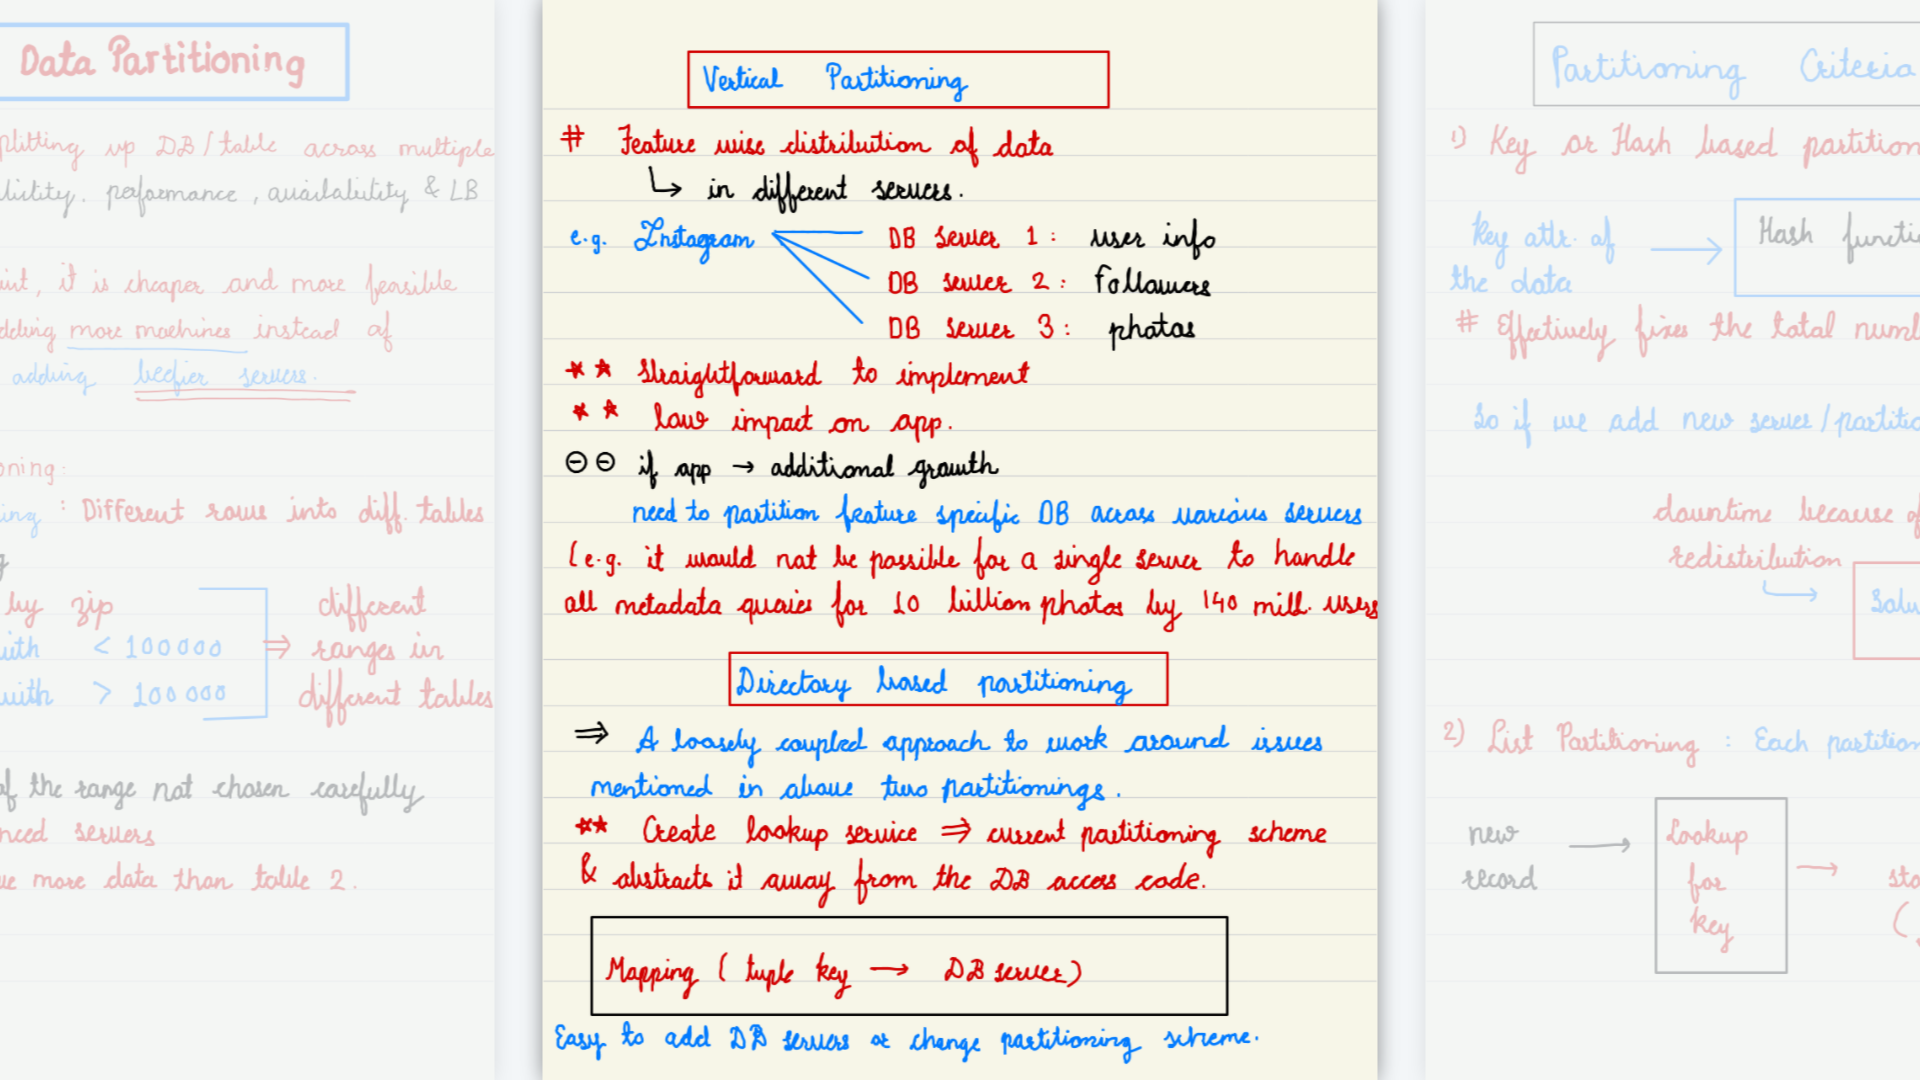 Data Partitioning
plitting up DB/table across multiple
performance, availability & LB
int, it is cheaper and more feasible
adding more machines instead of
adding beefier servers.
oning:
ing : Different rows into diff. tables
by zip
with < 100000
with > 100 000
⇒ different
ranges in
different tables
of the range not chosen carefully
nced servers
ve more data than table 2.
Vertical Partitioning
# Feature wise distribution of data
↳ in different servers.
e.g. Instagram
DB server 1: user info
DB server 2: followers
DB server 3: photos
** Straightforward to implement
** low impact on app.
⊖⊖ if app → additional growth
need to partition feature specific DB across various servers
(e.g. it would not be possible for a single server to handle
all metadata queries for 10 billion photos by 140 mill. users
Directory based partitioning
⇒ A loosely coupled approach to work around issues
mentioned in above two partitionings.
** Create lookup service ⇒ current partitioning scheme
& abstracts it away from the DB access code.
Mapping (tuple key → DB server)
Easy to add DB servers or change partitioning scheme.
Partitioning Criteria
1) Key or Hash based partition
key attr. of → Hash functi
the data
# Effectively fixes the total num
So if we add new server/partitio
downtime because of
redistribution
Solu
2) List Partitioning : Each partition
new → Lookup → sto
record for (
key